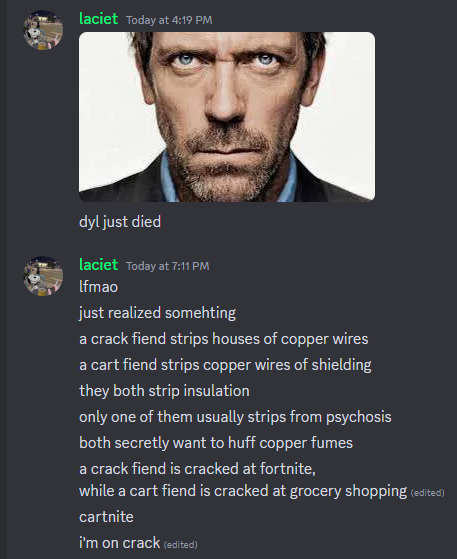 laciet Today at 4:19 PM
dyl just died
laciet Today at 7:11 PM
lfmao
just realized somehting
a crack fiend strips houses of copper wires
a cart fiend strips copper wires of shielding
they both strip insulation
only one of them usually strips from psychosis
both secretly want to huff copper fumes
a crack fiend is cracked at fortnite,
while a cart fiend is cracked at grocery shopping (edited)
cartnite
i'm on crack (edited)